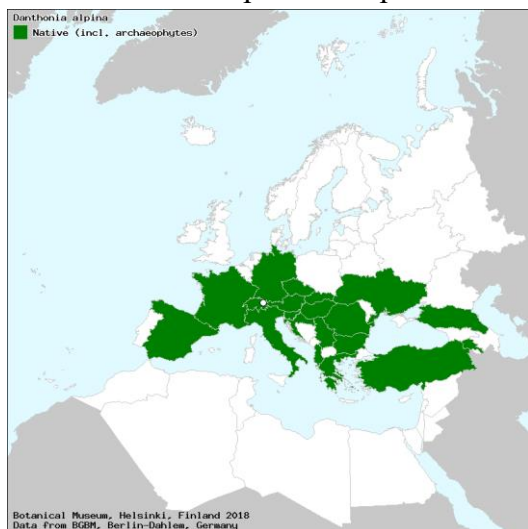 Danthonia alpina
Native (incl. archaeophytes)
Botanical Museum, Helsinki, Finland 2018
Data from BGBM, Berlin-Dahlem, Germany